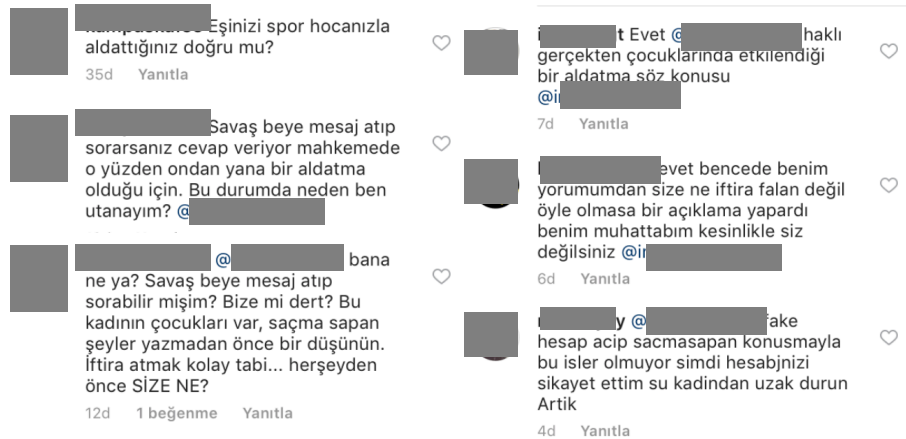 Eşinizi spor hocanızla
aldattığınız doğru mu?
35d Yanıtla
Savaş beye mesaj atıp
sorarsanız cevap veriyor mahkemede
o yüzden ondan yana bir aldatma
olduğu için. Bu durumda neden ben
utanayım? @
@ bana
ne ya? Savaş beye mesaj atıp
sorabilir mişim? Bize mi dert? Bu
kadının çocukları var, saçma sapan
şeyler yazmadan önce bir düşünün.
İftira atmak kolay tabi... herşeyden
önce SİZE NE?
12d 1 beğenme Yanıtla
t Evet @ haklı
gerçekten çocuklarında etkilendiği
bir aldatma söz konusu
@
7d Yanıtla
evet bencede benim
yorumumdan size ne iftira falan değil
öyle olmasa bir açıklama yapardı
benim muhattabım kesinlikle siz
değilsiniz @
6d Yanıtla
y @ fake
hesap acip sacmasapan konusmayla
bu isler olmuyor simdi hesabjnizi
sikayet ettim su kadindan uzak durun
Artik
4d Yanıtla